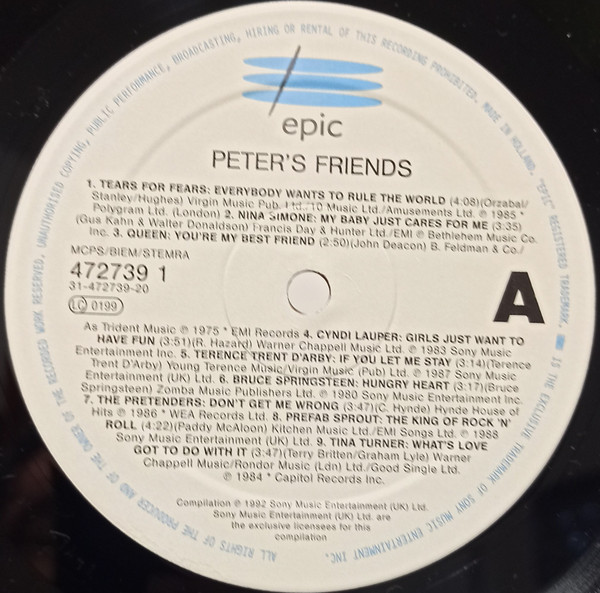 UNAUTHORISED COPYING, PUBLIC PERFORMANCE, BROADCASTING, HIRING OR RENTAL OF THIS RECORDING PROHIBITED. MADE IN HOLLAND. "EPIC" REGISTERED TRADEMARK. IS THE EXCLUSIVE TRADEMARK OF SONY MUSIC ENTERTAINMENT INC.
ALL RIGHTS OF THE PRODUCER AND OF THE OWNER OF THE RECORDED WORK RESERVED.
epic
PETER'S FRIENDS
1. TEARS FOR FEARS: EVERYBODY WANTS TO RULE THE WORLD (4:08)(Orzabal/
Stanley/Hughes) Virgin Music Pub. Ltd./10 Music Ltd./Amusements Ltd. ℗ 1985 *
Polygram Ltd. (London) 2. NINA SIMONE: MY BABY JUST CARES FOR ME (3:35)
(Gus Kahn & Walter Donaldson) Francis Day & Hunter Ltd./EMI ℗ Bethlehem Music Co.
Inc. 3. QUEEN: YOU'RE MY BEST FRIEND (2:50)(John Deacon) B. Feldman & Co./
MCPS/BIEM/STEMRA
472739 1
31-472739-20
LC 0199
A
As Trident Music ℗ 1975 * EMI Records 4. CYNDI LAUPER: GIRLS JUST WANT TO
HAVE FUN (3:51)(R. Hazard) Warner Chappell Music Ltd. ℗ 1983 Sony Music
Entertainment Inc. 5. TERENCE TRENT D'ARBY: IF YOU LET ME STAY (3:14)(Terence
Trent D'Arby) Young Terence Music/Virgin Music (Pub) Ltd. ℗ 1987 Sony Music
Entertainment (UK) Ltd. 6. BRUCE SPRINGSTEEN: HUNGRY HEART (3:17)(Bruce
Springsteen) Zomba Music Publishers Ltd. ℗ 1980 Sony Music Entertainment Inc.
7. THE PRETENDERS: DON'T GET ME WRONG (3:47)(C. Hynde) Hynde House of
Hits ℗ 1986 * WEA Records Ltd. 8. PREFAB SPROUT: THE KING OF ROCK 'N'
ROLL (4:22)(Paddy McAloon) Kitchen Music Ltd./EMI Songs Ltd. ℗ 1988
Sony Music Entertainment (UK) Ltd. 9. TINA TURNER: WHAT'S LOVE
GOT TO DO WITH IT (3:47)(Terry Britten/Graham Lyle) Warner
Chappell Music/Rondor Music (Ldn) Ltd./Good Single Ltd.
℗ 1984 * Capitol Records Inc.
Compilation ℗ 1992 Sony Music Entertainment (UK) Ltd.
Sony Music Entertainment (UK) Ltd. are
the exclusive licensees for this
compilation